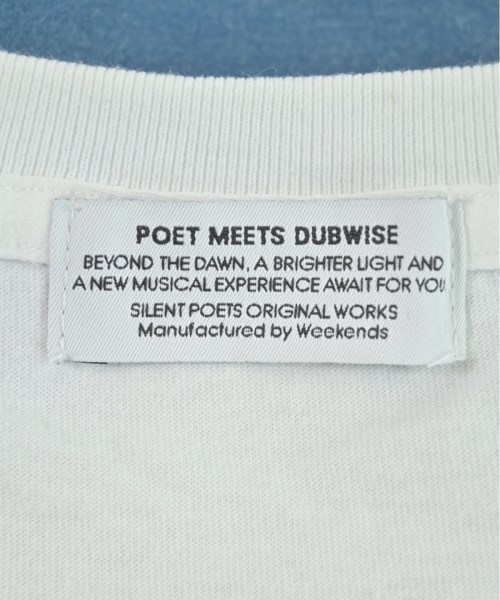 POET MEETS DUBWISE
BEYOND THE DAWN, A BRIGHTER LIGHT AND
A NEW MUSICAL EXPERIENCE AWAIT FOR YOU
SILENT POETS ORIGINAL WORKS
Manufactured by Weekends